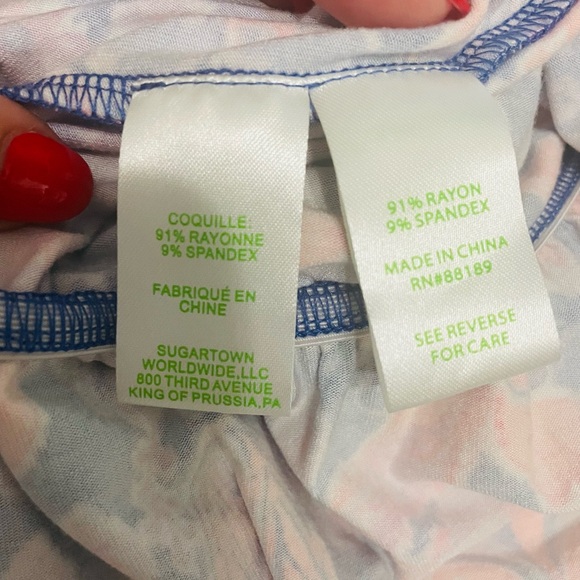 COQUILLE:
91% RAYONNE
9% SPANDEX
FABRIQUÉ EN
CHINE
SUGARTOWN
WORLDWIDE,LLC
800 THIRD AVENUE
KING OF PRUSSIA,PA
91% RAYON
9% SPANDEX
MADE IN CHINA
RN#88189
SEE REVERSE
FOR CARE